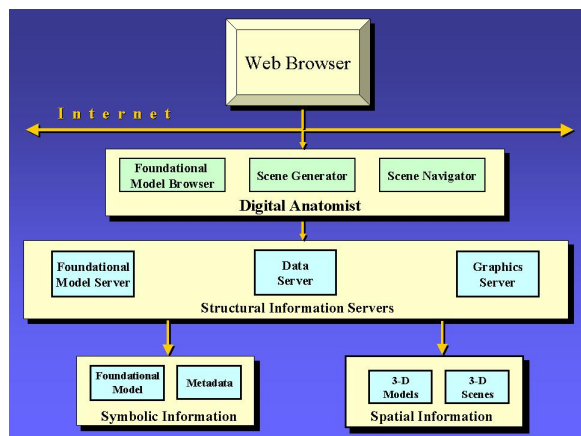 Web Browser
Internet
Foundational
Model Browser
Scene Generator
Scene Navigator
Digital Anatomist
Foundational
Model Server
Data
Server
Graphics
Server
Structural Information Servers
Foundational
Model
Metadata
Symbolic Information
3-D
Models
3-D
Scenes
Spatial Information